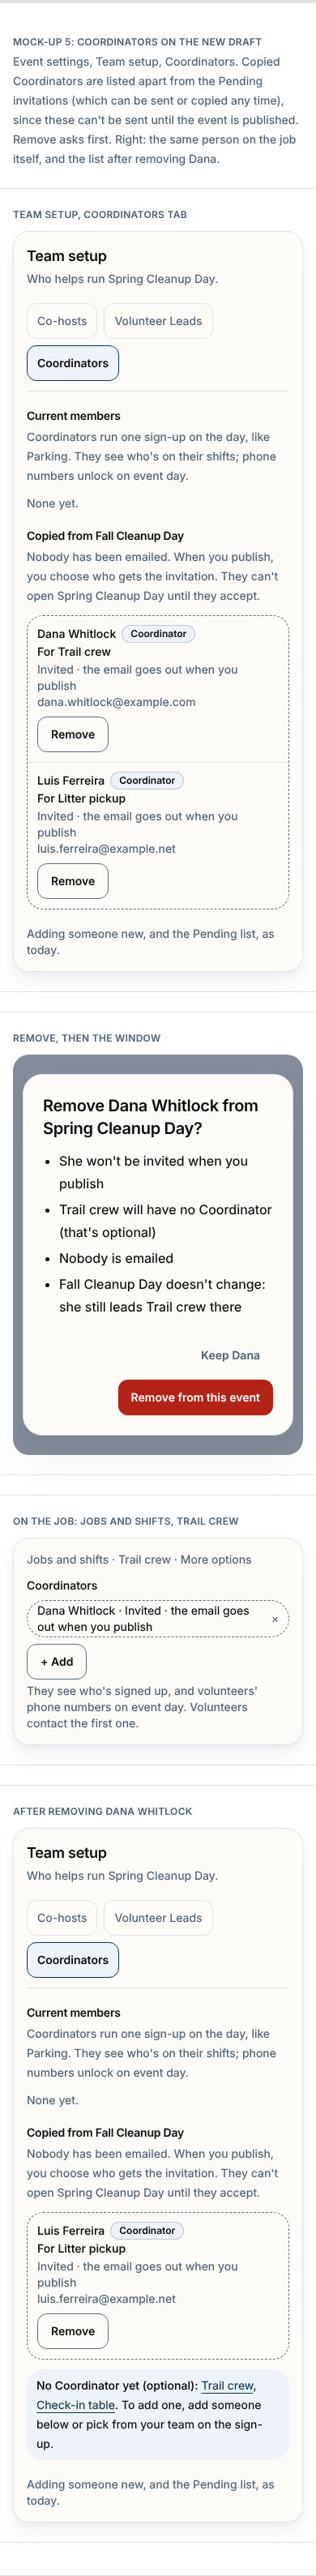 MOCK-UP 5: COORDINATORS ON THE NEW DRAFT
Event settings, Team setup, Coordinators. Copied
Coordinators are listed apart from the Pending
invitations (which can be sent or copied any time),
since these can't be sent until the event is published.
Remove asks first. Right: the same person on the job
itself, and the list after removing Dana.
TEAM SETUP, COORDINATORS TAB
Team setup
Who helps run Spring Cleanup Day.
Co-hosts
Volunteer Leads
Coordinators
Current members
Coordinators run one sign-up on the day, like
Parking. They see who's on their shifts; phone
numbers unlock on event day.
None yet.
Copied from Fall Cleanup Day
Nobody has been emailed. When you publish,
you choose who gets the invitation. They can't
open Spring Cleanup Day until they accept.
Dana Whitlock Coordinator
For Trail crew
Invited · the email goes out when you
publish
dana.whitlock@example.com
Remove
Luis Ferreira Coordinator
For Litter pickup
Invited · the email goes out when you
publish
luis.ferreira@example.net
Remove
Adding someone new, and the Pending list, as
today.
REMOVE, THEN THE WINDOW
Remove Dana Whitlock from
Spring Cleanup Day?
• She won't be invited when you
publish
• Trail crew will have no Coordinator
(that's optional)
• Nobody is emailed
• Fall Cleanup Day doesn't change:
she still leads Trail crew there
Keep Dana
Remove from this event
ON THE JOB: JOBS AND SHIFTS, TRAIL CREW
Jobs and shifts · Trail crew · More options
Coordinators
Dana Whitlock · Invited · the email goes
out when you publish ×
+ Add
They see who's signed up, and volunteers'
phone numbers on event day. Volunteers
contact the first one.
AFTER REMOVING DANA WHITLOCK
Team setup
Who helps run Spring Cleanup Day.
Co-hosts
Volunteer Leads
Coordinators
Current members
Coordinators run one sign-up on the day, like
Parking. They see who's on their shifts; phone
numbers unlock on event day.
None yet.
Copied from Fall Cleanup Day
Nobody has been emailed. When you publish,
you choose who gets the invitation. They can't
open Spring Cleanup Day until they accept.
Luis Ferreira Coordinator
For Litter pickup
Invited · the email goes out when you
publish
luis.ferreira@example.net
Remove
No Coordinator yet (optional): Trail crew,
Check-in table. To add one, add someone
below or pick from your team on the sign-
up.
Adding someone new, and the Pending list, as
today.